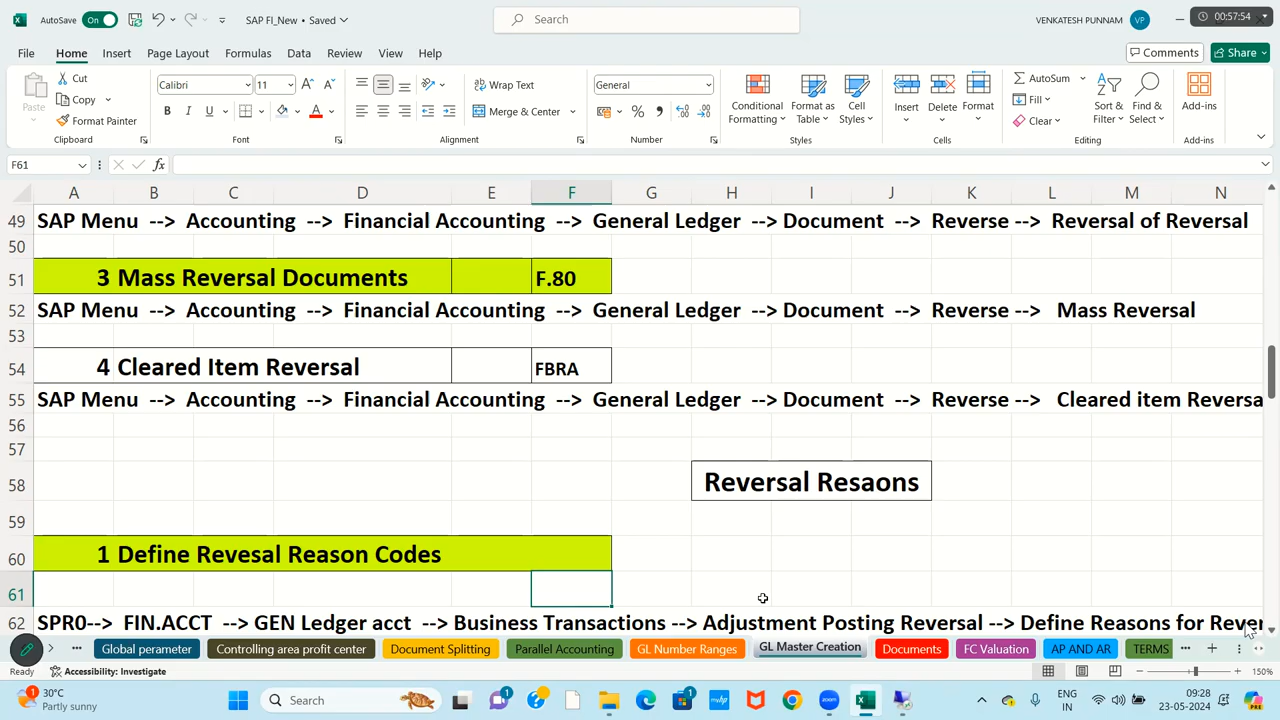 AutoSave On SAP FI_New • Saved Search VENKATESH PUNNAM VP 00:57:54
File Home Insert Page Layout Formulas Data Review View Help Comments Share
Paste Cut Copy Format Painter Clipboard
Calibri 11 B I U Font
Wrap Text Merge & Center Alignment
General % Number
Conditional Formatting Format as Table Cell Styles Styles
Insert Delete Format Cells
AutoSum Fill Clear Sort & Filter Find & Select Editing
Add-ins Add-ins
F61 fx
A B C D E F G H I J K L M N
49 SAP Menu --> Accounting --> Financial Accounting --> General Ledger --> Document --> Reverse --> Reversal of Reversal
50
51 3 Mass Reversal Documents F.80
52 SAP Menu --> Accounting --> Financial Accounting --> General Ledger --> Document --> Reverse --> Mass Reversal
53
54 4 Cleared Item Reversal FBRA
55 SAP Menu --> Accounting --> Financial Accounting --> General Ledger --> Document --> Reverse --> Cleared item Reversa
56
57
58 Reversal Resaons
59
60 1 Define Revesal Reason Codes
61
62 SPR0--> FIN.ACCT --> GEN Ledger acct --> Business Transactions --> Adjustment Posting Reversal --> Define Reasons for Rever
Global perameter Controlling area profit center Document Splitting Parallel Accounting GL Number Ranges GL Master Creation Documents FC Valuation AP AND AR TERMS
Ready Accessibility: Investigate 150%
1 30°C Partly sunny Search 1 1 ENG IN 09:28 23-05-2024